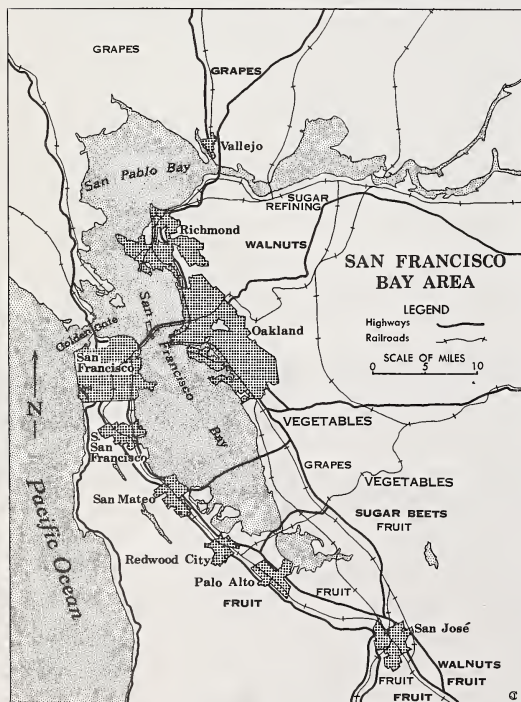 GRAPES
GRAPES
Vallejo
San Pablo Bay
SUGAR
REFINING
Richmond
WALNUTS
SAN FRANCISCO
BAY AREA
LEGEND
Highways
Railroads
SCALE OF MILES
0 5 10
Golden Gate
San
Francisco
San
Francisco
Bay
Oakland
N
S.
San
Francisco
VEGETABLES
GRAPES
VEGETABLES
San Mateo
SUGAR BEETS
FRUIT
Pacific Ocean
Redwood City
Palo Alto
FRUIT
FRUIT
San José
WALNUTS
FRUIT
FRUIT
FRUIT